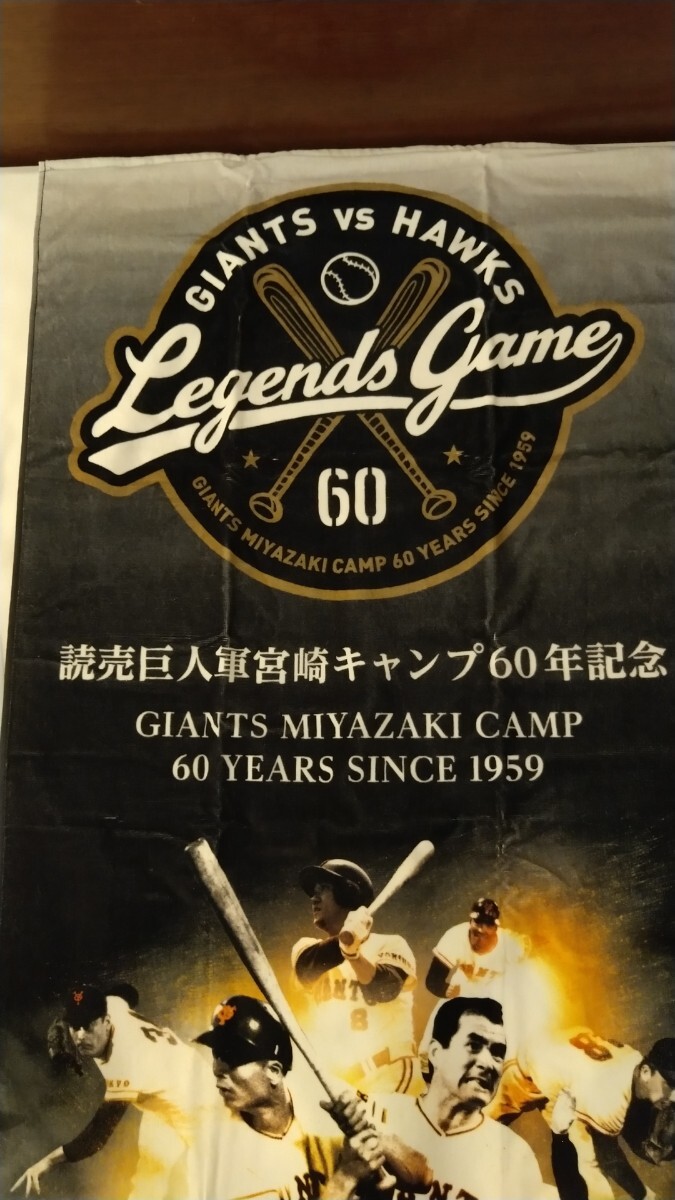 GIANTS VS HAWKS
Legends Game
60
GIANTS MIYAZAKI CAMP 60 YEARS SINCE 1959
読売巨人軍宮崎キャンプ60年記念
GIANTS MIYAZAKI CAMP
60 YEARS SINCE 1959
8